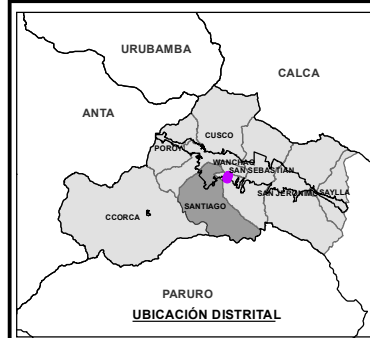 URUBAMBA
CALCA
ANTA
CUSCO
POROY
WANCHAQ
SAN SEBASTIAN
SAN JERONIMO
SAYLLA
SANTIAGO
CCORCA
PARURO
UBICACIÓN DISTRITAL